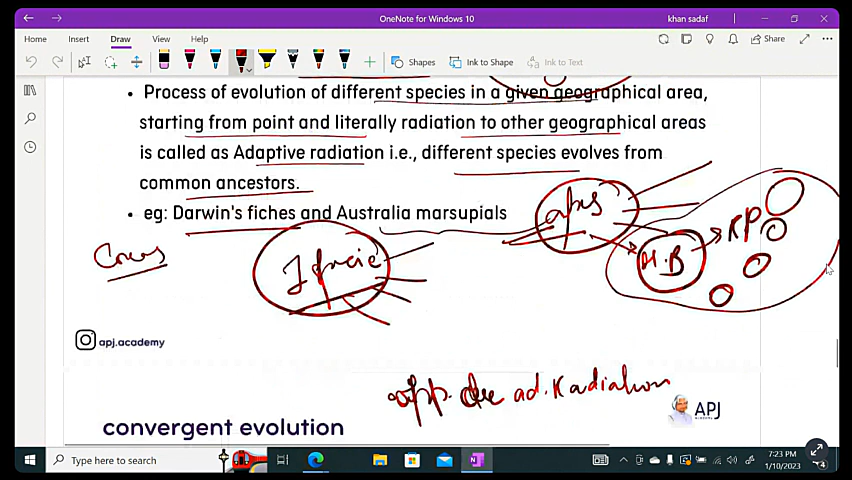 OneNote for Windows 10
khan sadaf
Home Insert Draw View Help Share
Shapes Ink to Shape Ink to Text
• Process of evolution of different species in a given geographical area,
starting from point and literally radiation to other geographical areas
is called as Adaptive radiation i.e., different species evolves from
common ancestors.
• eg: Darwin's fiches and Australia marsupials
H.B
apj.academy
ad. Radiation
APJ
ACADEMY
convergent evolution
Type here to search
7:23 PM
1/10/2023
4